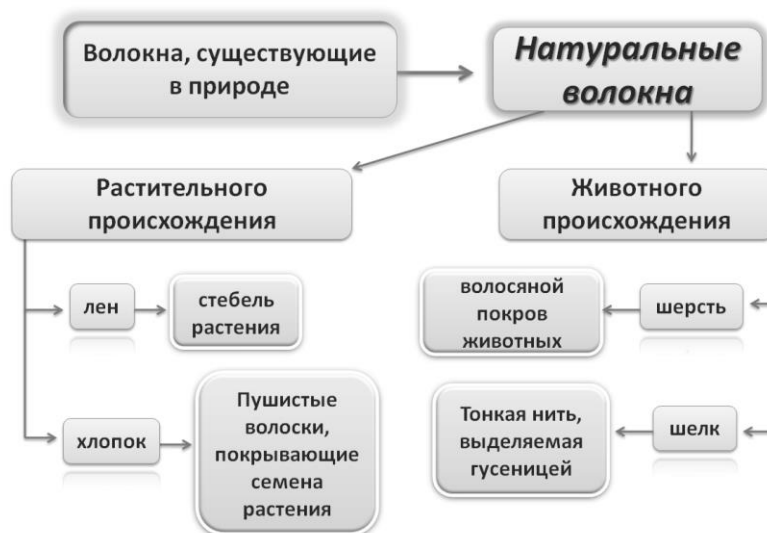 Волокна, существующие
в природе
Натуральные
волокна
Растительного
происхождения
Животного
происхождения
лен
стебель
растения
волосяной
покров
животных
шерсть
хлопок
Пушистые
волоски,
покрывающие
семена
растения
Тонкая нить,
выделяемая
гусеницей
шелк